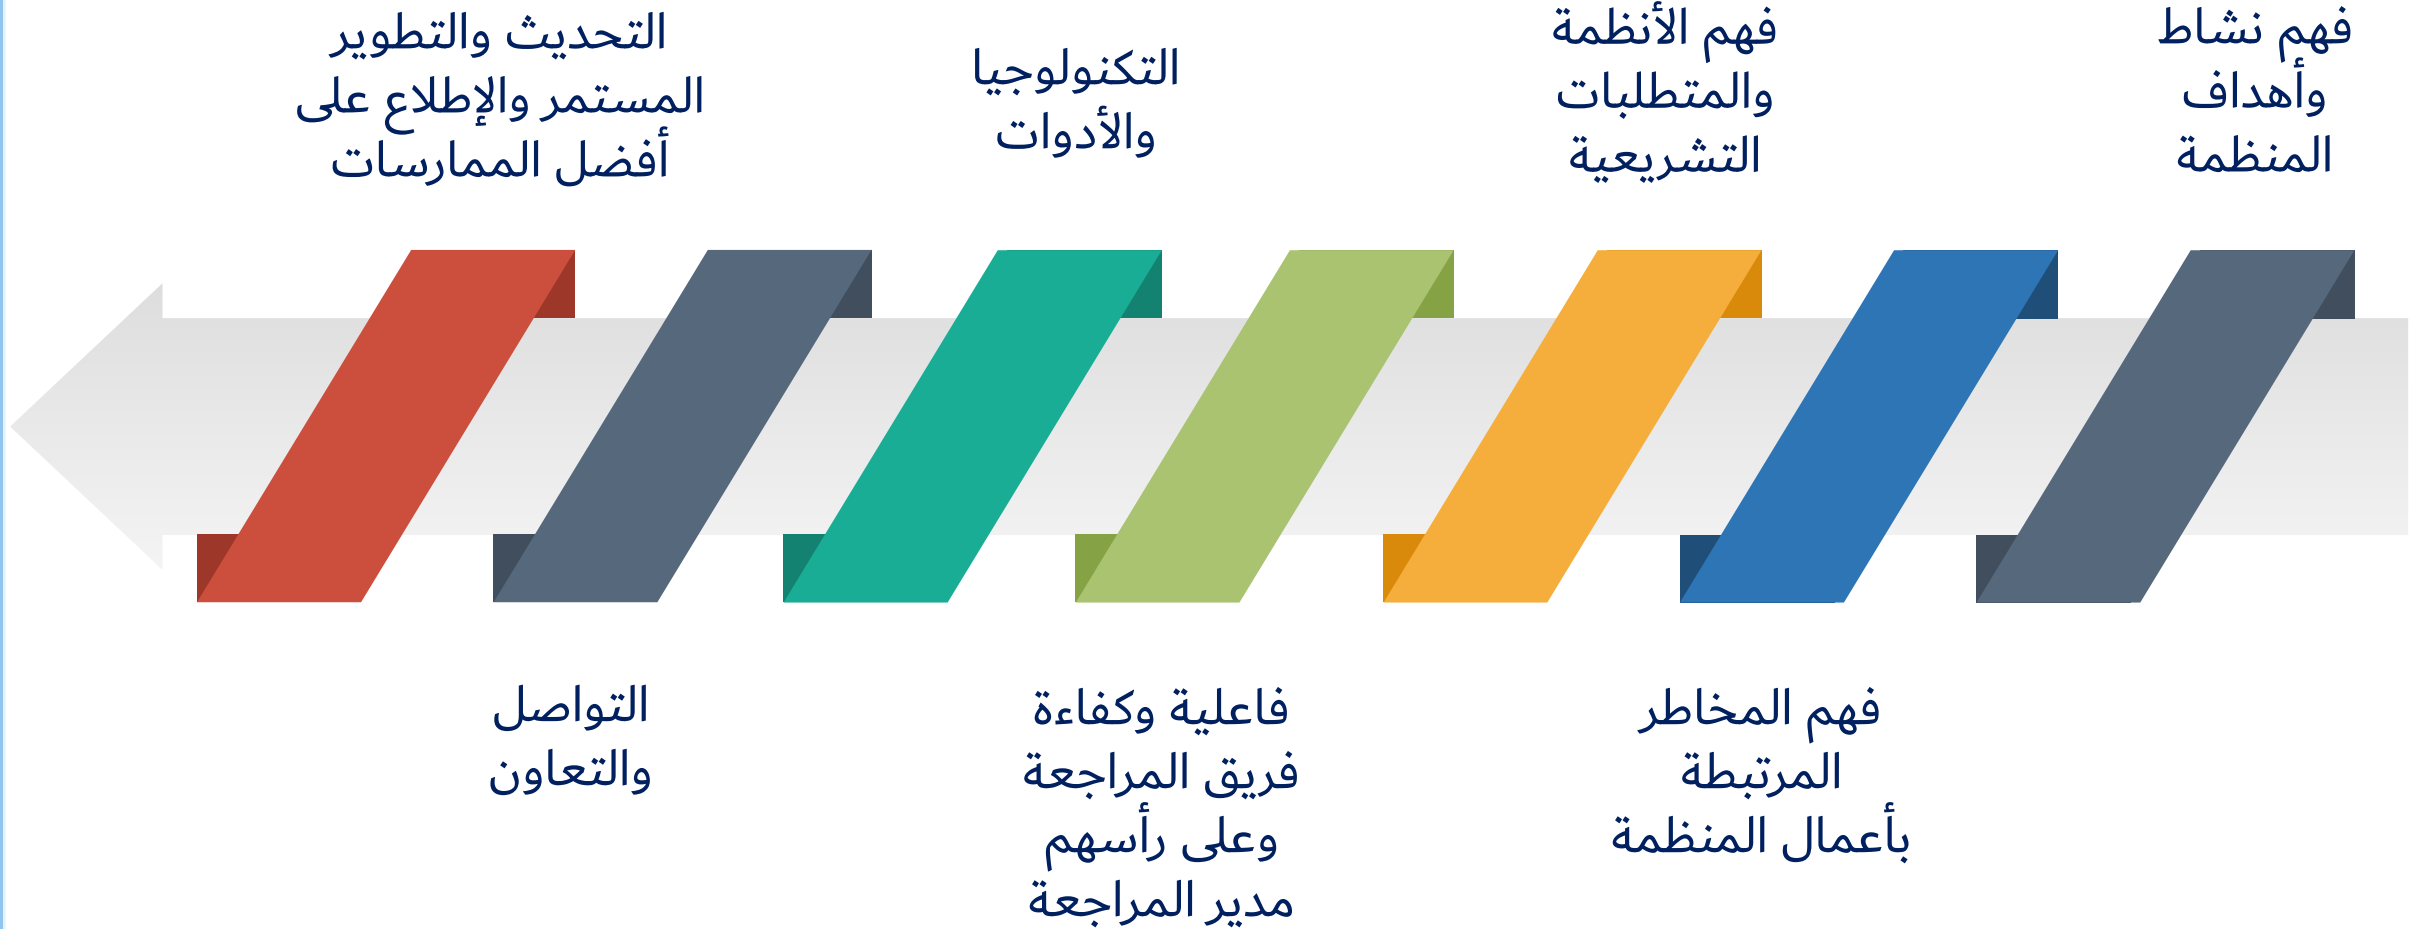 فهم نشاط
وأهداف
المنظمة
فهم المخاطر
المرتبطة
بأعمال المنظمة
فهم الأنظمة
والمتطلبات
التشريعية
فاعلية وكفاءة
فريق المراجعة
وعلى رأسهم
مدير المراجعة
التكنولوجيا
والأدوات
التواصل
والتعاون
التحديث والتطوير
المستمر والإطلاع على
أفضل الممارسات